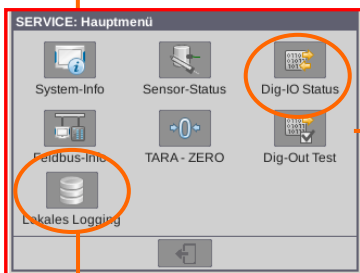 SERVICE: Hauptmenü
System-Info Sensor-Status Dig-IO Status
Feldbus-Info TARA - ZERO Dig-Out Test
Lokales Logging